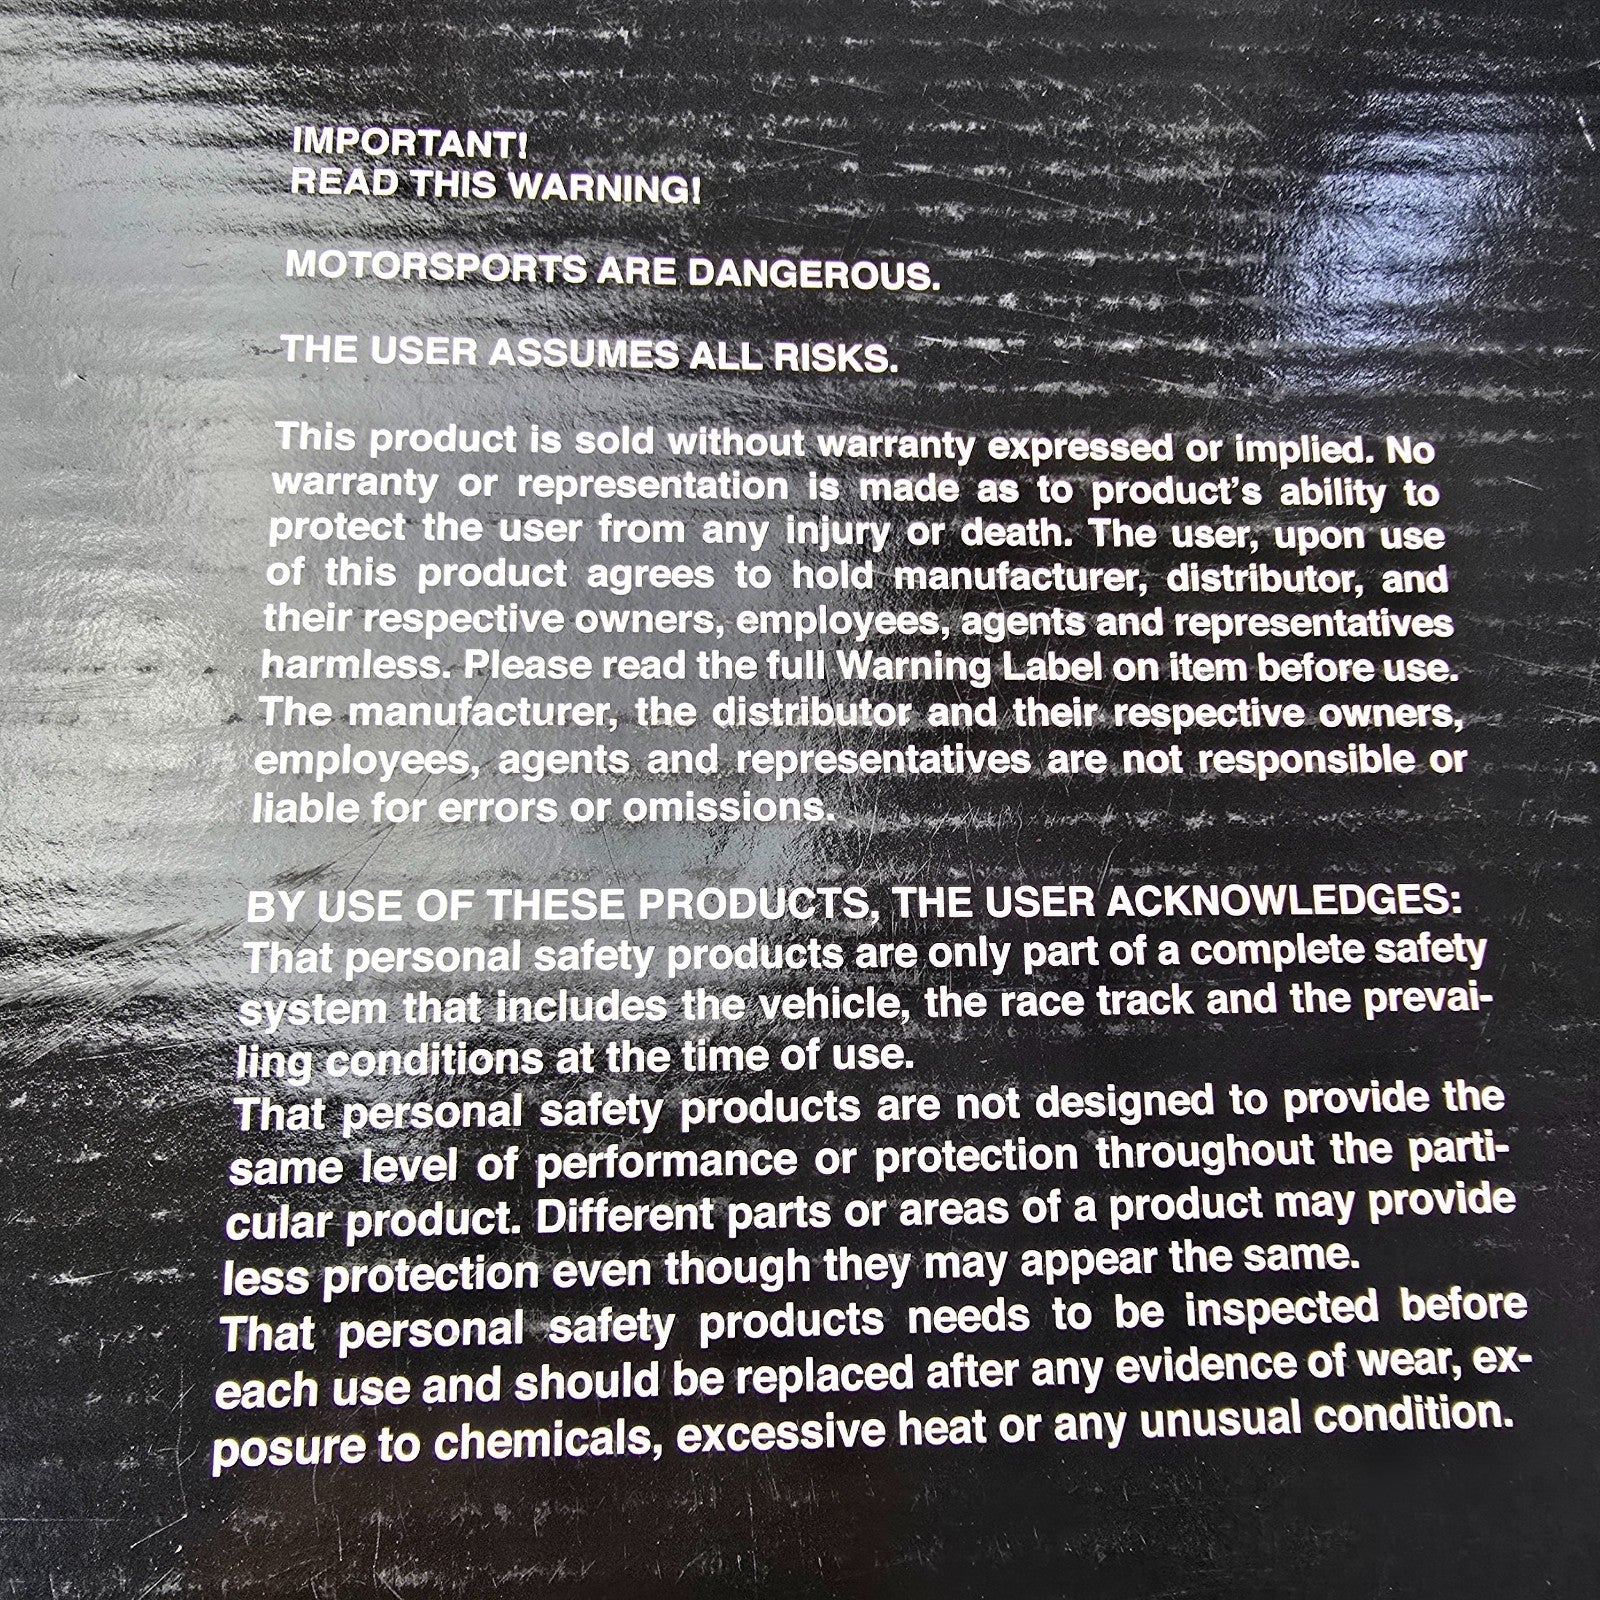 IMPORTANT!
READ THIS WARNING!
MOTORSPORTS ARE DANGEROUS.
THE USER ASSUMES ALL RISKS.
This product is sold without warranty expressed or implied. No
warranty or representation is made as to product's ability to
protect the user from any injury or death. The user, upon use
of this product agrees to hold manufacturer, distributor, and
their respective owners, employees, agents and representatives
harmless. Please read the full Warning Label on item before use.
The manufacturer, the distributor and their respective owners,
employees, agents and representatives are not responsible or
liable for errors or omissions.
BY USE OF THESE PRODUCTS, THE USER ACKNOWLEDGES:
That personal safety products are only part of a complete safety
system that includes the vehicle, the race track and the prevai-
ling conditions at the time of use.
That personal safety products are not designed to provide the
same level of performance or protection throughout the parti-
cular product. Different parts or areas of a product may provide
less protection even though they may appear the same.
That personal safety products needs to be inspected before
each use and should be replaced after any evidence of wear, ex-
posure to chemicals, excessive heat or any unusual condition.